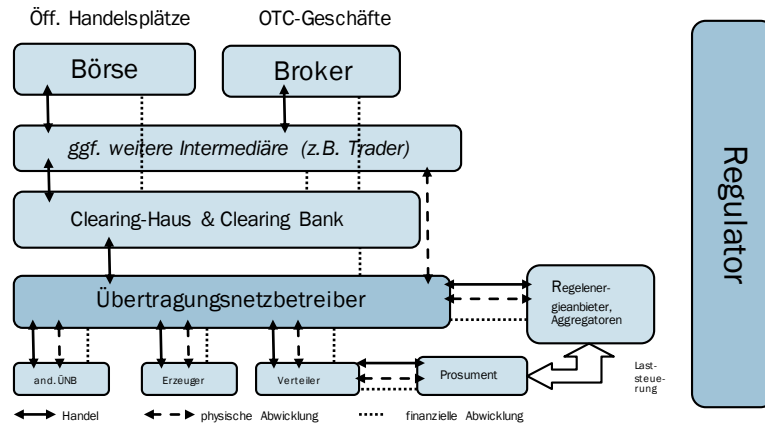 Öff. Handelsplätze
OTC-Geschäfte
Börse
Broker
ggf. weitere Intermediäre (z.B. Trader)
Clearing-Haus & Clearing Bank
Übertragungsnetzbetreiber
Regelener-
gieanbieter,
Aggregatoren
and. ÜNB
Erzeuger
Verteiler
Prosument
Last-
steue-
rung
Handel
physische Abwicklung
finanzielle Abwicklung
Regulator